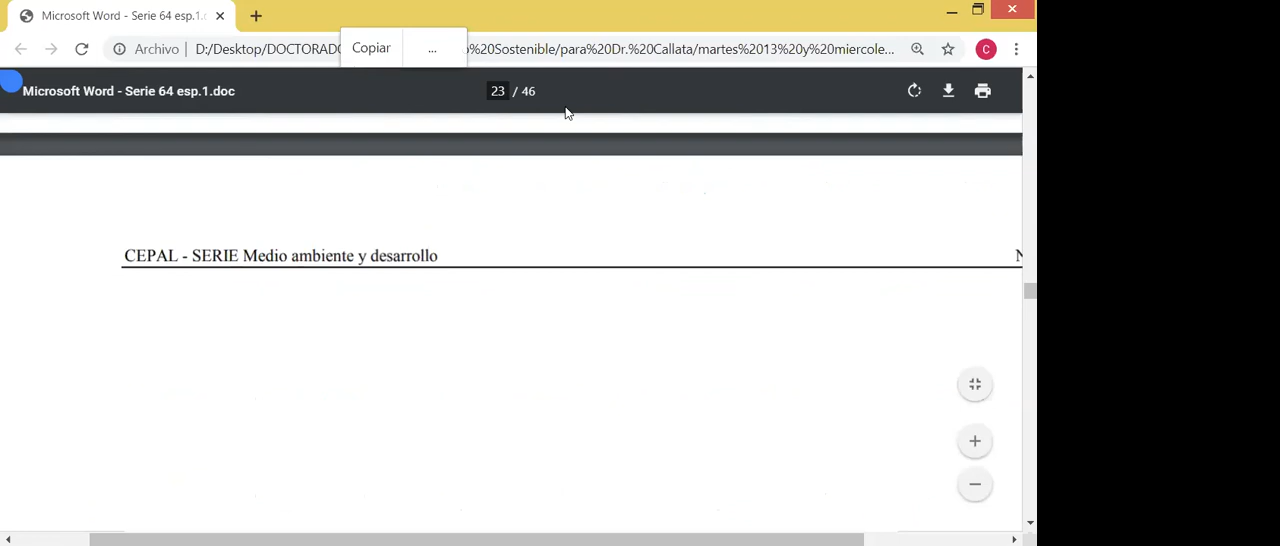 Microsoft Word - Serie 64 esp.1.d
Copiar
...
Archivo
D:/Desktop/DOCTORADO
%20Sostenible/para%20Dr.%20Callata/martes%2013%20y%20miercole...
C
Microsoft Word - Serie 64 esp.1.doc
23 / 46
CEPAL - SERIE Medio ambiente y desarrollo